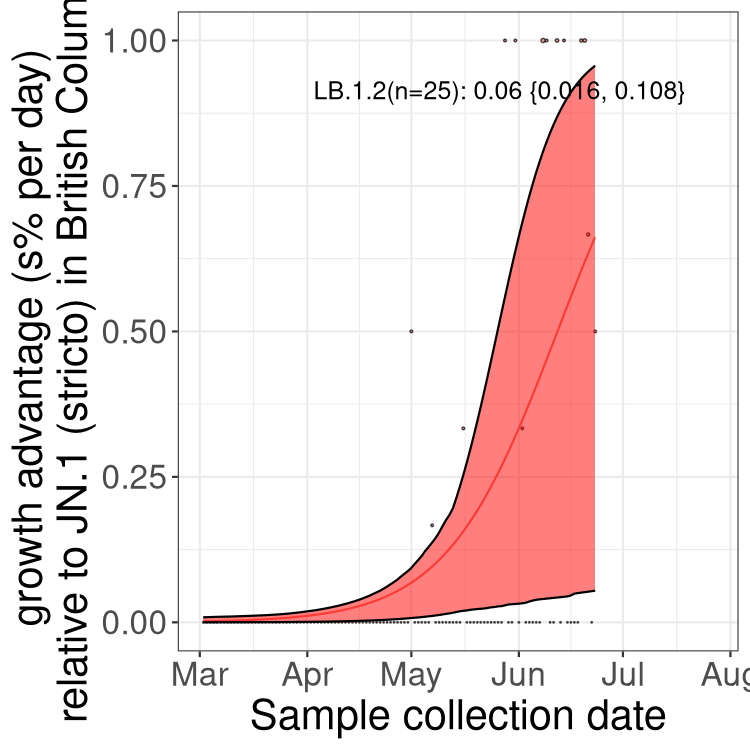 growth advantage (s% per day)
relative to JN.1 (stricto) in British Colum
1.00
0.75
0.50
0.25
0.00
LB.1.2(n=25): 0.06 {0.016, 0.108}
Mar Apr May Jun Jul Aug
Sample collection date